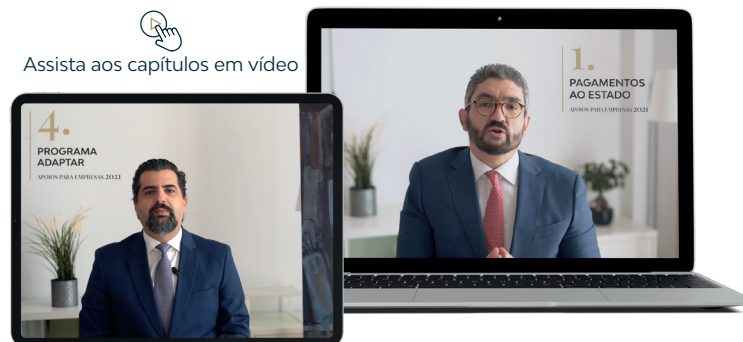 Assista aos capítulos em vídeo
4.
PROGRAMA
ADAPTAR
APOIOS PARA EMPRESAS 2021
1.
PAGAMENTOS
AO ESTADO
APOIOS PARA EMPRESAS 2021